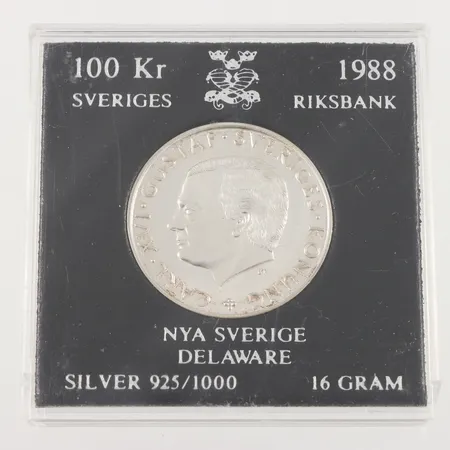 100 Kr 1988
SVERIGES RIKSBANK
CARL XVI GUSTAF · SVERIGES KONUNG
NYA SVERIGE
DELAWARE
SILVER 925/1000 16 GRAM